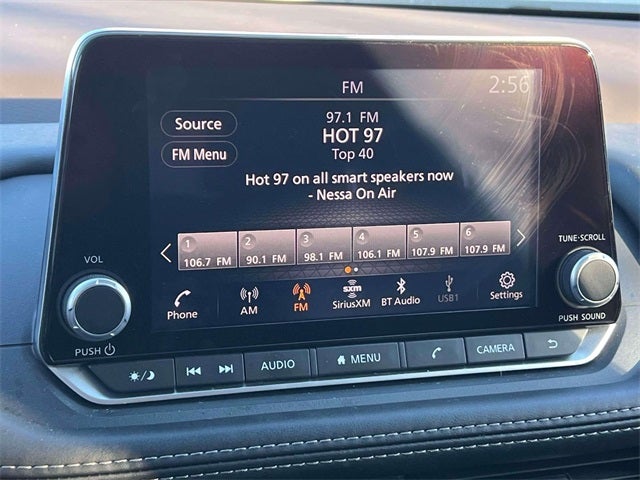 FM
2:56
Source
97.1 FM
HOT 97
FM Menu
Top 40
Hot 97 on all smart speakers now
- Nessa On Air
1 2 3 4 5 6
106.7 FM 90.1 FM 98.1 FM 106.1 FM 107.9 FM 107.9 FM
VOL
TUNE·SCROLL
Phone AM FM SiriusXM BT Audio USB1 Settings
sxm
PUSH
PUSH SOUND
AUDIO MENU CAMERA